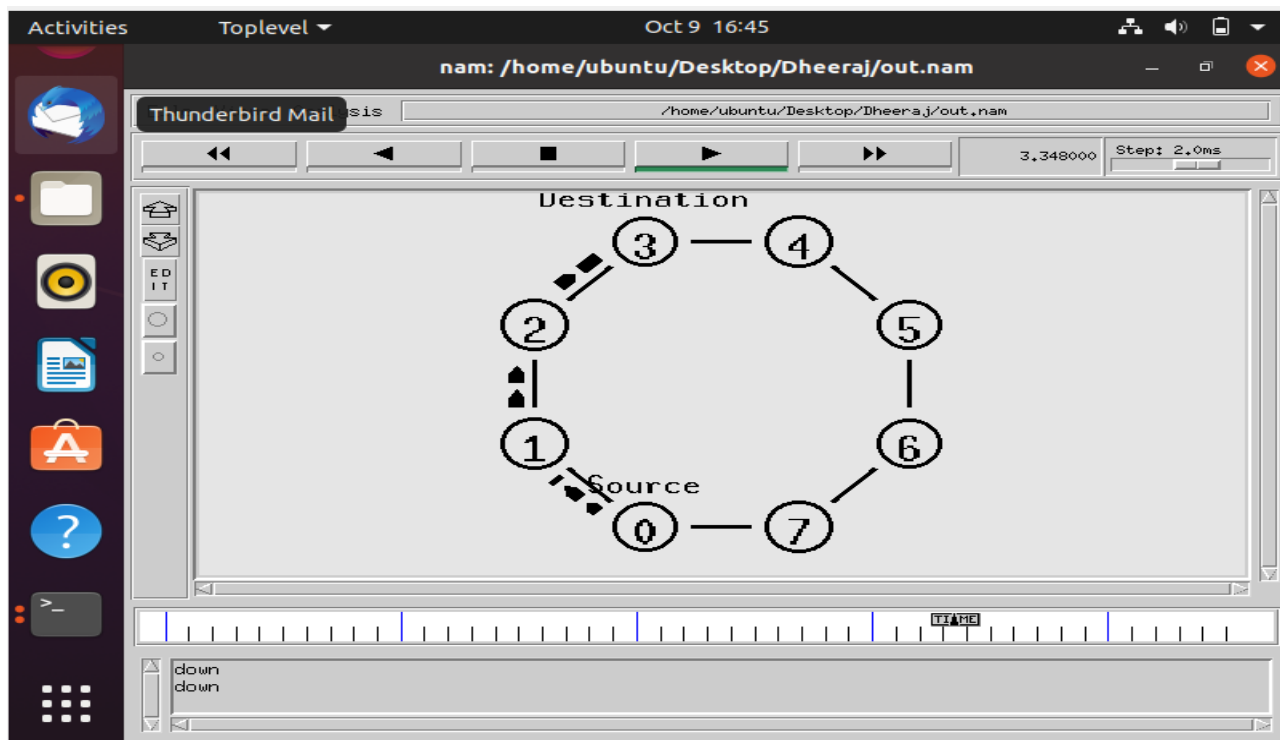 Activities Toplevel Oct 9 16:45
nam: /home/ubuntu/Desktop/Dheeraj/out.nam
Thunderbird Mail sis /home/ubuntu/Desktop/Dheeraj/out.nam
3.348000 Step: 2.0ms
ED
IT
Destination
3 4
2 5
1 6
Source
0 7
TIME
down
down
>_
?